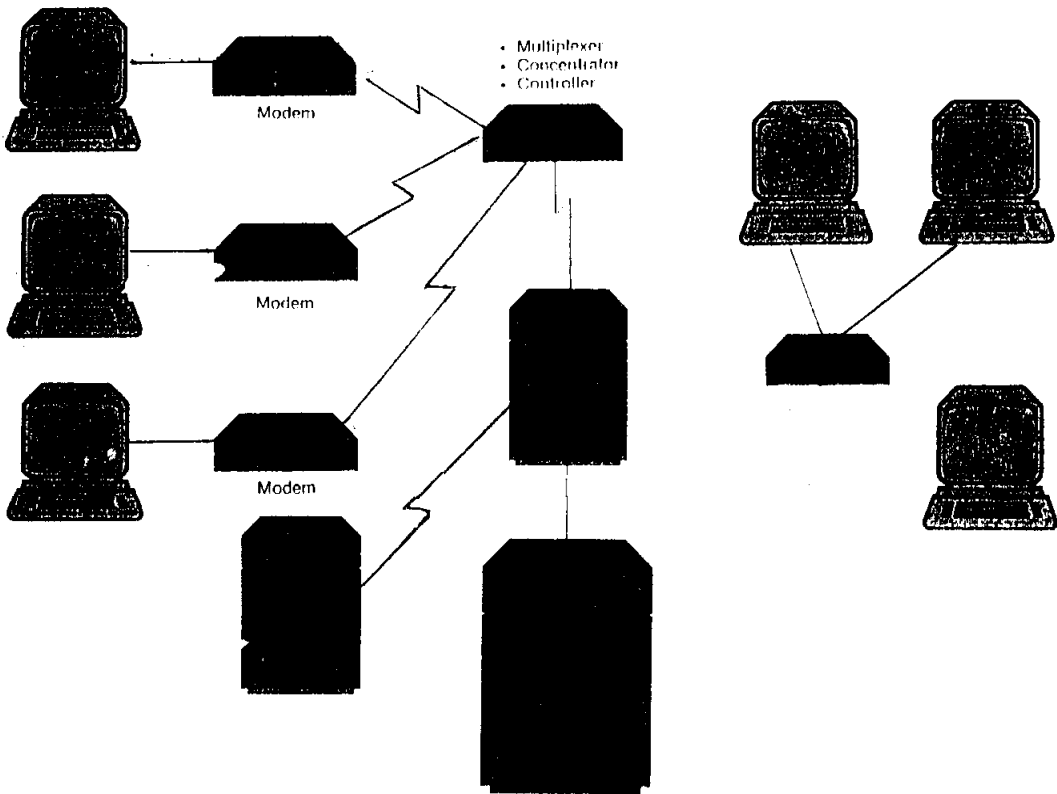 • Multiplexer
• Concentrator
• Controller
Modem
Modem
Modem